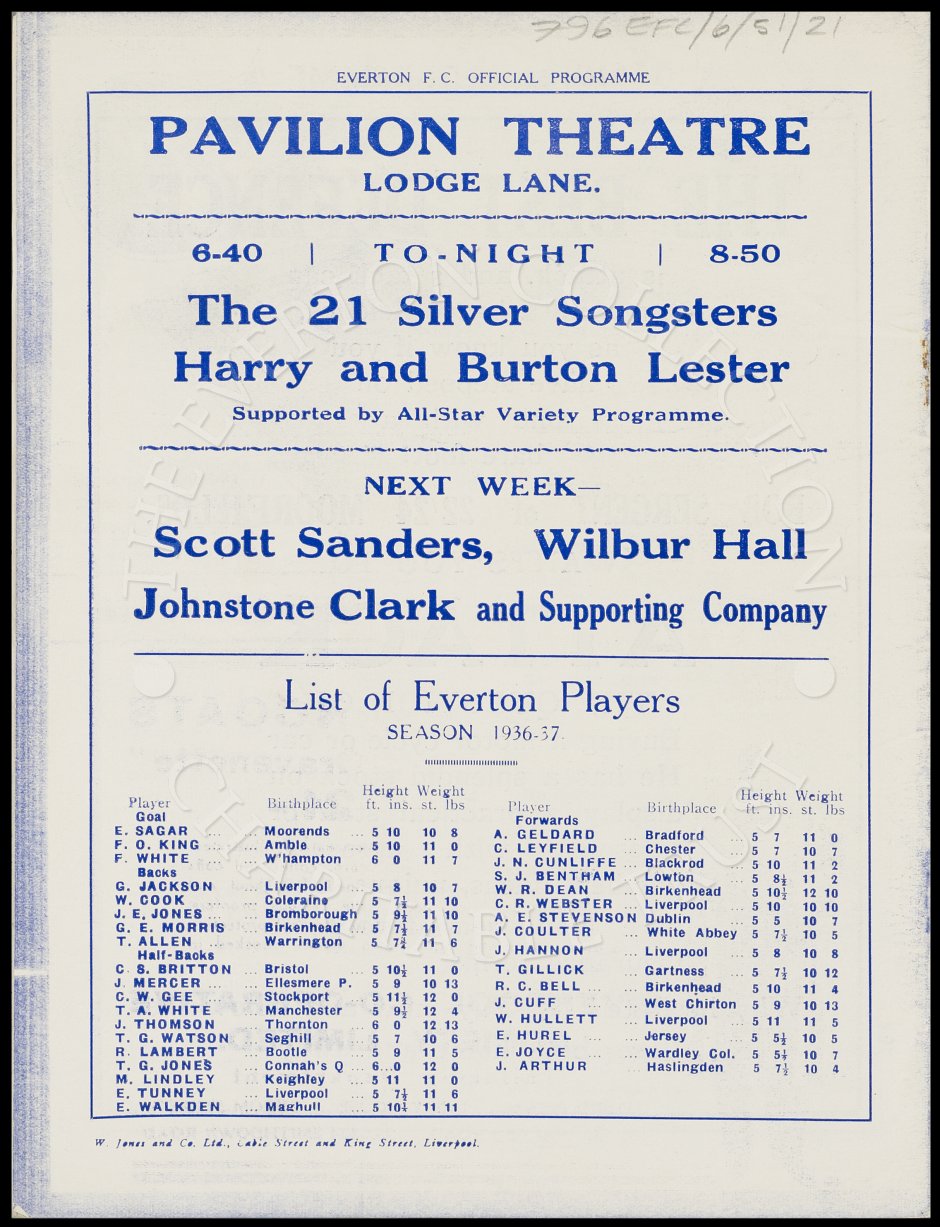 796 EFC/6/51/21
EVERTON F. C. OFFICIAL PROGRAMME
PAVILION THEATRE
LODGE LANE.
6-40 | TO-NIGHT | 8-50
The 21 Silver Songsters
Harry and Burton Lester
Supported by All-Star Variety Programme.
NEXT WEEK—
Scott Sanders, Wilbur Hall
Johnstone Clark and Supporting Company
List of Everton Players
SEASON 1936-37.
Height Weight
Player Birthplace ft. ins. st. lbs
Goal
E. SAGAR ... ... Moorends 5 10 10 8
F. O. KING ... ... Amble 5 10 11 0
F. WHITE ... W'hampton 6 0 11 7
Backs
G. JACKSON ... Liverpool 5 8 10 7
W. COOK ... ... Coleraine 5 7½ 11 10
J. E. JONES ... ... Bromborough 5 9½ 11 10
G. E. MORRIS ... Birkenhead 5 7½ 11 7
T. ALLEN ... Warrington 5 7¾ 11 6
Half-Backs
C. S. BRITTON ... Bristol 5 10½ 11 0
J. MERCER ... ... Ellesmere P. 5 9 10 13
C. W. GEE ... Stockport 5 11½ 12 0
T. A. WHITE ... Manchester 5 9½ 12 4
J. THOMSON ... Thornton 6 0 12 13
T. G. WATSON ... Seghill 5 7 10 6
R. LAMBERT ... Bootle 5 9 11 5
T. G. JONES ... Connah's Q ... 6...0 12 0
M. LINDLEY ... Keighley 5 11 11 0
E. TUNNEY ... Liverpool 5 7½ 11 6
E. WALKDEN ... Maghull 5 10½ 11 11
Height Weight
Player Birthplace ft. ins. st. lbs
Forwards
A. GELDARD ... Bradford 5 7 11 0
C. LEYFIELD ... Chester 5 7 10 7
J. N. CUNLIFFE ... Blackrod 5 10 11 2
S. J. BENTHAM ... Lowton 5 8½ 11 2
W. R. DEAN ... Birkenhead 5 10½ 12 10
C. R. WEBSTER ... Liverpool 5 10 10 10
A. E. STEVENSON Dublin 5 5 10 7
J. COULTER ... White Abbey 5 7½ 10 5
J. HANNON ... Liverpool 5 8 10 8
T. GILLICK ... Gartness 5 7½ 10 12
R. C. BELL ... ... Birkenhead 5 10 11 4
J. CUFF ... West Chirton 5 9 10 13
W. HULLETT ... Liverpool 5 11 11 5
E. HUREL ... Jersey 5 5½ 10 5
E. JOYCE ... Wardley Col. 5 5½ 10 7
J. ARTHUR ... Haslingden 5 7½ 10 4
W. Jones and Co. Ltd., Cable Street and King Street, Liverpool.
THE EVERTON COLLECTION
CHARITABLE TRUST